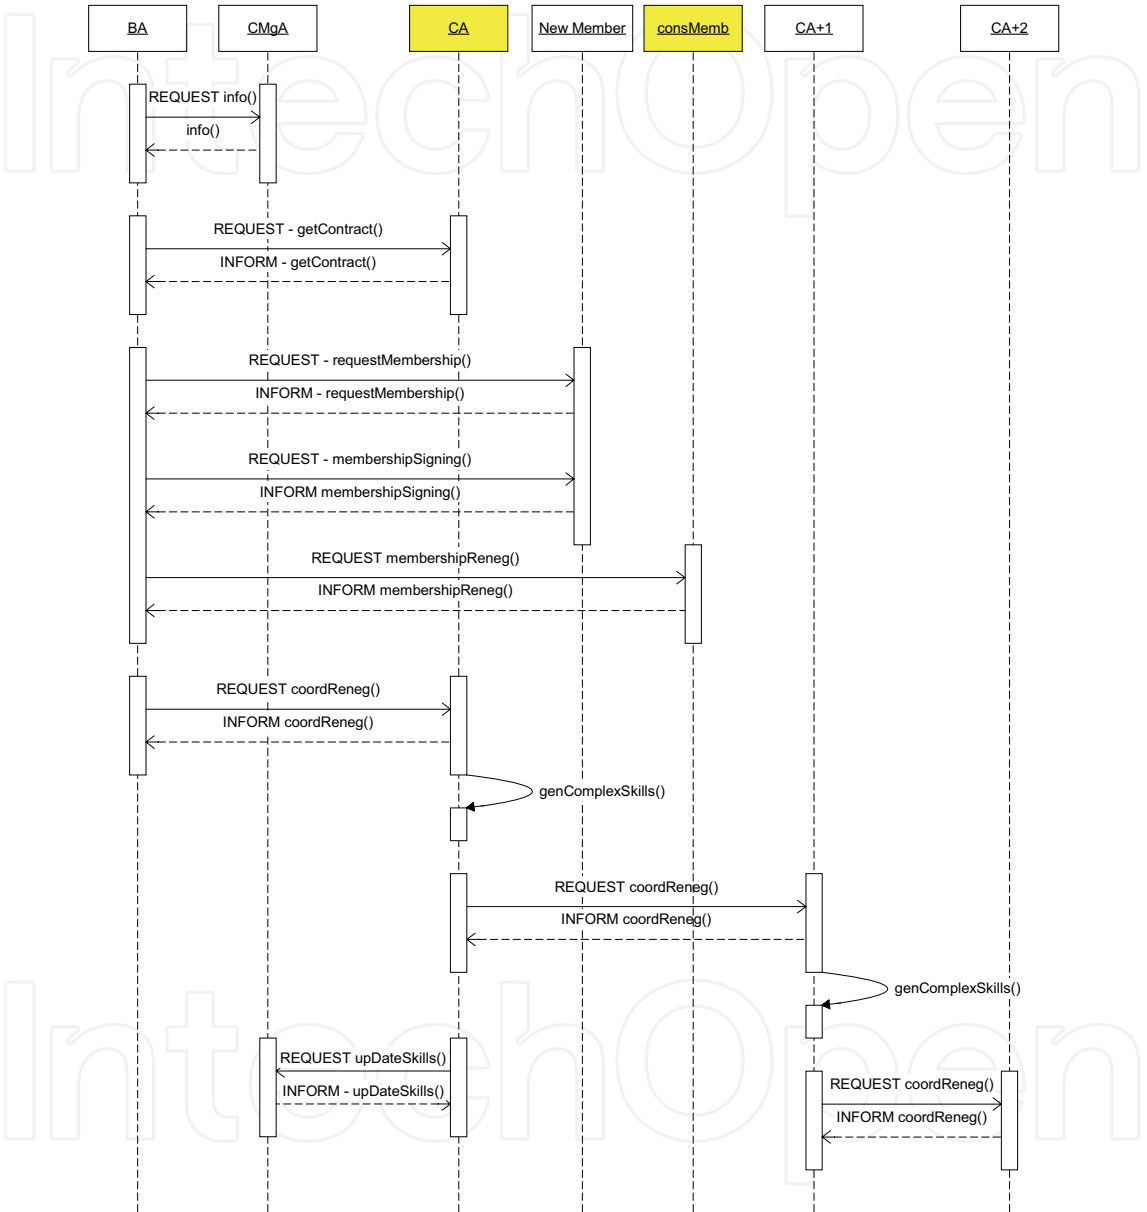 BA
CMgA
CA
New Member
consMemb
CA+1
CA+2
REQUEST info()
info()
REQUEST - getContract()
INFORM - getContract()
REQUEST - requestMembership()
INFORM - requestMembership()
REQUEST - membershipSigning()
INFORM membershipSigning()
REQUEST membershipReneg()
INFORM membershipReneg()
REQUEST coordReneg()
INFORM coordReneg()
genComplexSkills()
REQUEST coordReneg()
INFORM coordReneg()
genComplexSkills()
REQUEST upDateSkills()
INFORM - upDateSkills()
REQUEST coordReneg()
INFORM coordReneg()
IntechOpen
IntechOpen